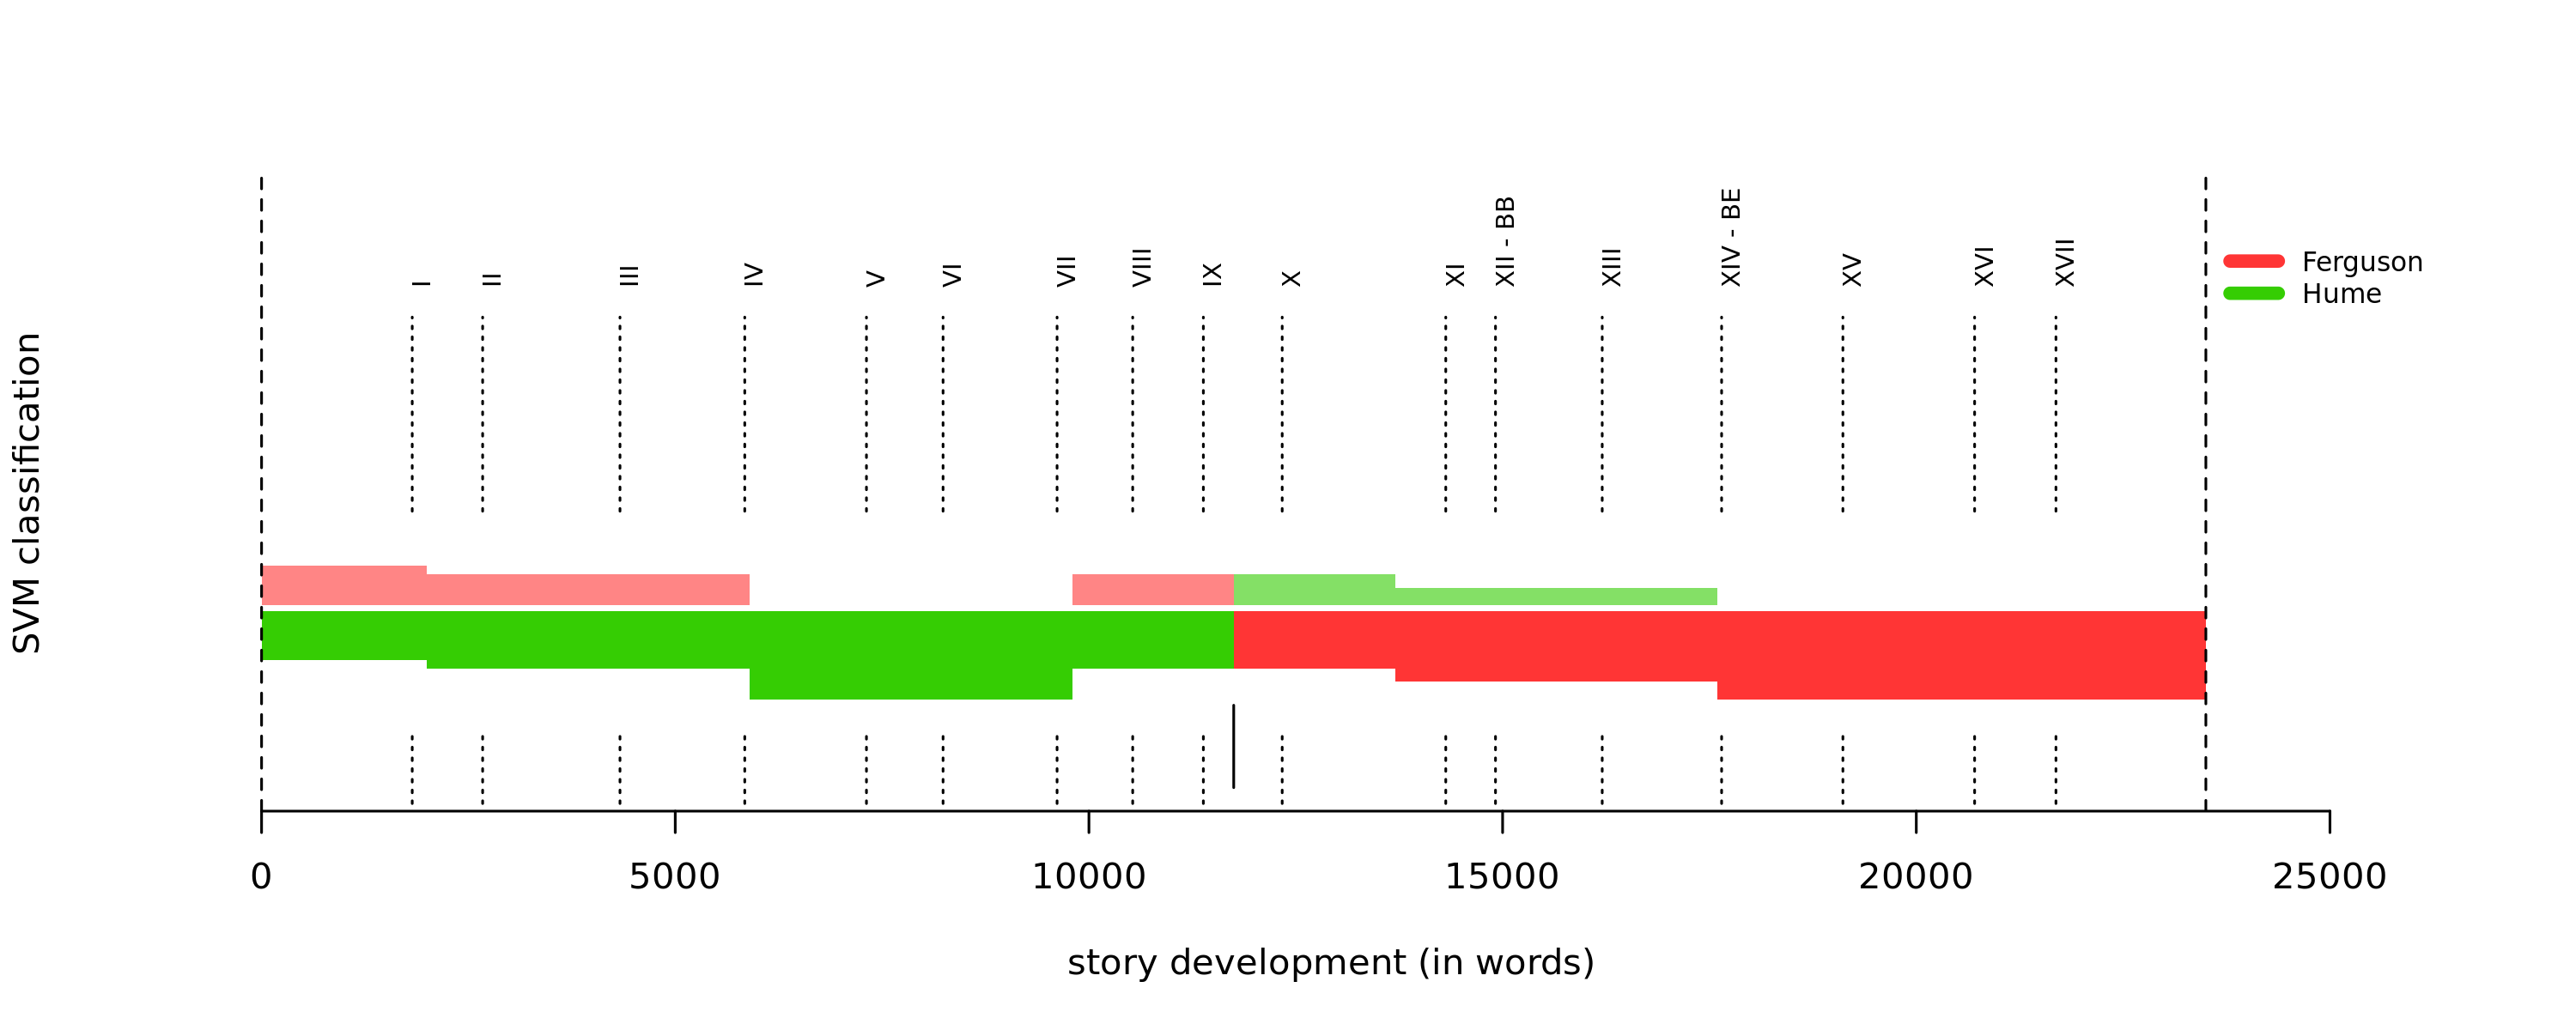 I
II
III
IV
V
VI
VII
VIII
IX
X
XI
XII - BB
XIII
XIV - BE
XV
XVI
XVII
Ferguson
Hume
SVM classification
0
5000
10000
15000
20000
25000
story development (in words)